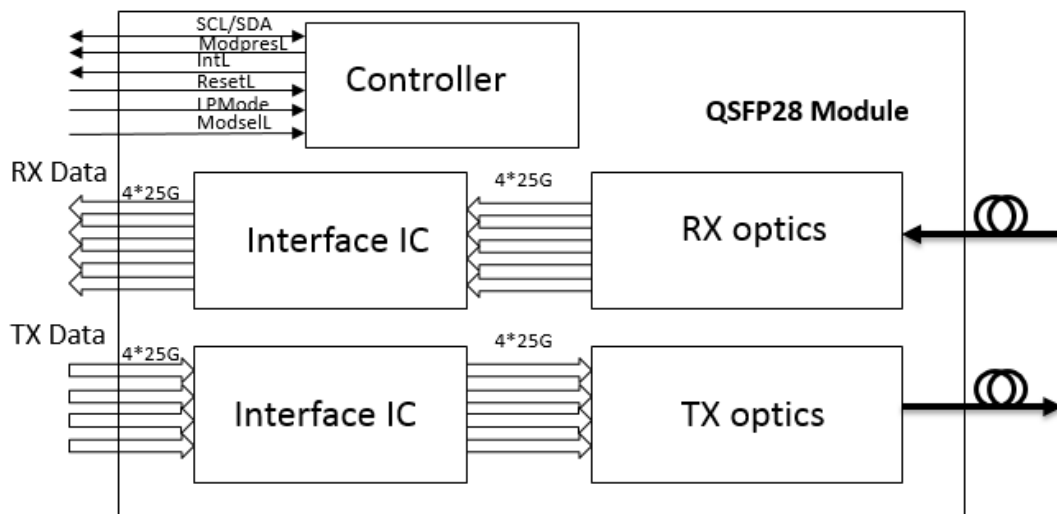 SCL/SDA
ModpresL
IntL
ResetL
LPMode
ModselL
Controller
QSFP28 Module
RX Data
4*25G
Interface IC
4*25G
RX optics
TX Data
4*25G
Interface IC
4*25G
TX optics